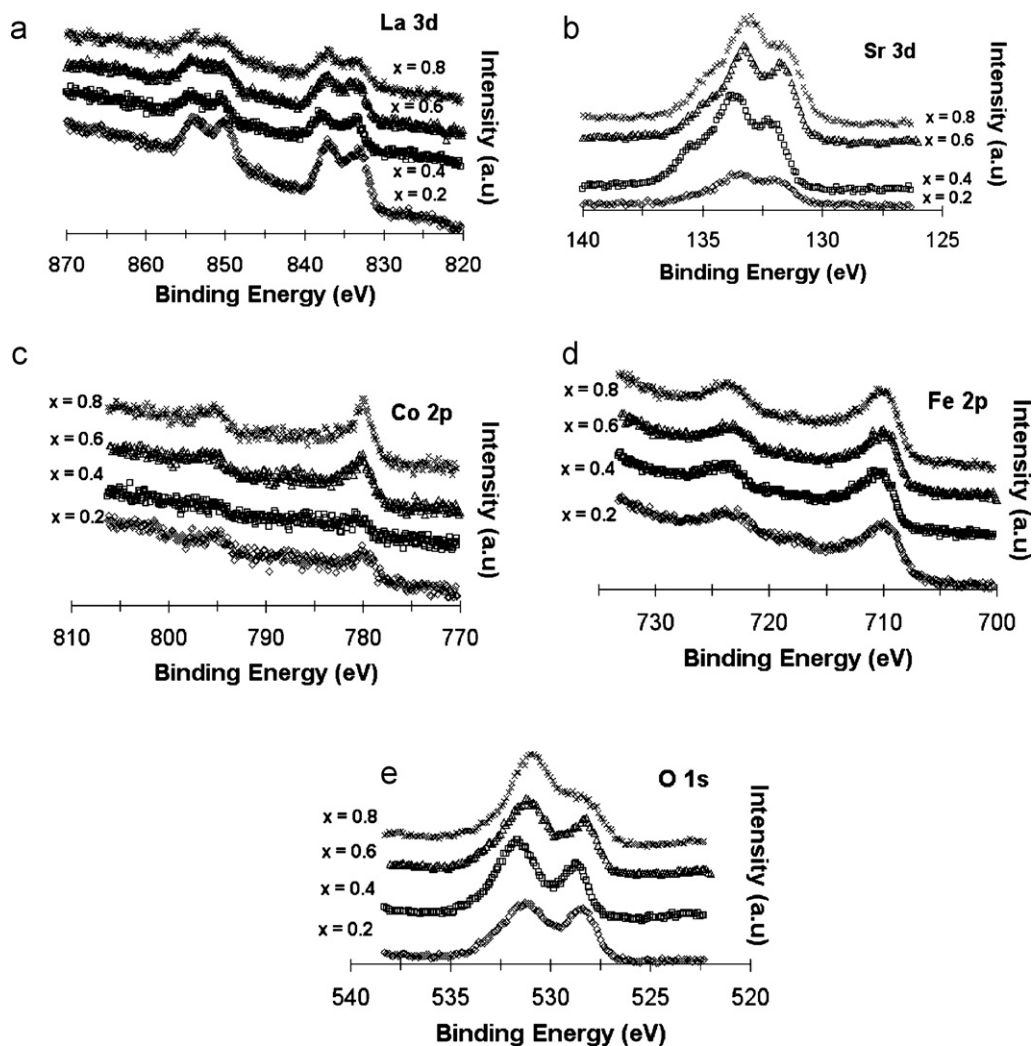 a
La 3d
x = 0.8
x = 0.6
x = 0.4
x = 0.2
Intensity (a.u)
870 860 850 840 830 820
Binding Energy (eV)
b
Sr 3d
x = 0.8
x = 0.6
x = 0.4
x = 0.2
Intensity (a.u)
140 135 130 125
Binding Energy (eV)
c
Co 2p
x = 0.8
x = 0.6
x = 0.4
x = 0.2
Intensity (a.u)
810 800 790 780 770
Binding Energy (eV)
d
Fe 2p
x = 0.8
x = 0.6
x = 0.4
x = 0.2
Intensity (a.u)
730 720 710 700
Binding Energy (eV)
e
O 1s
x = 0.8
x = 0.6
x = 0.4
x = 0.2
Intensity (a.u)
540 535 530 525 520
Binding Energy (eV)